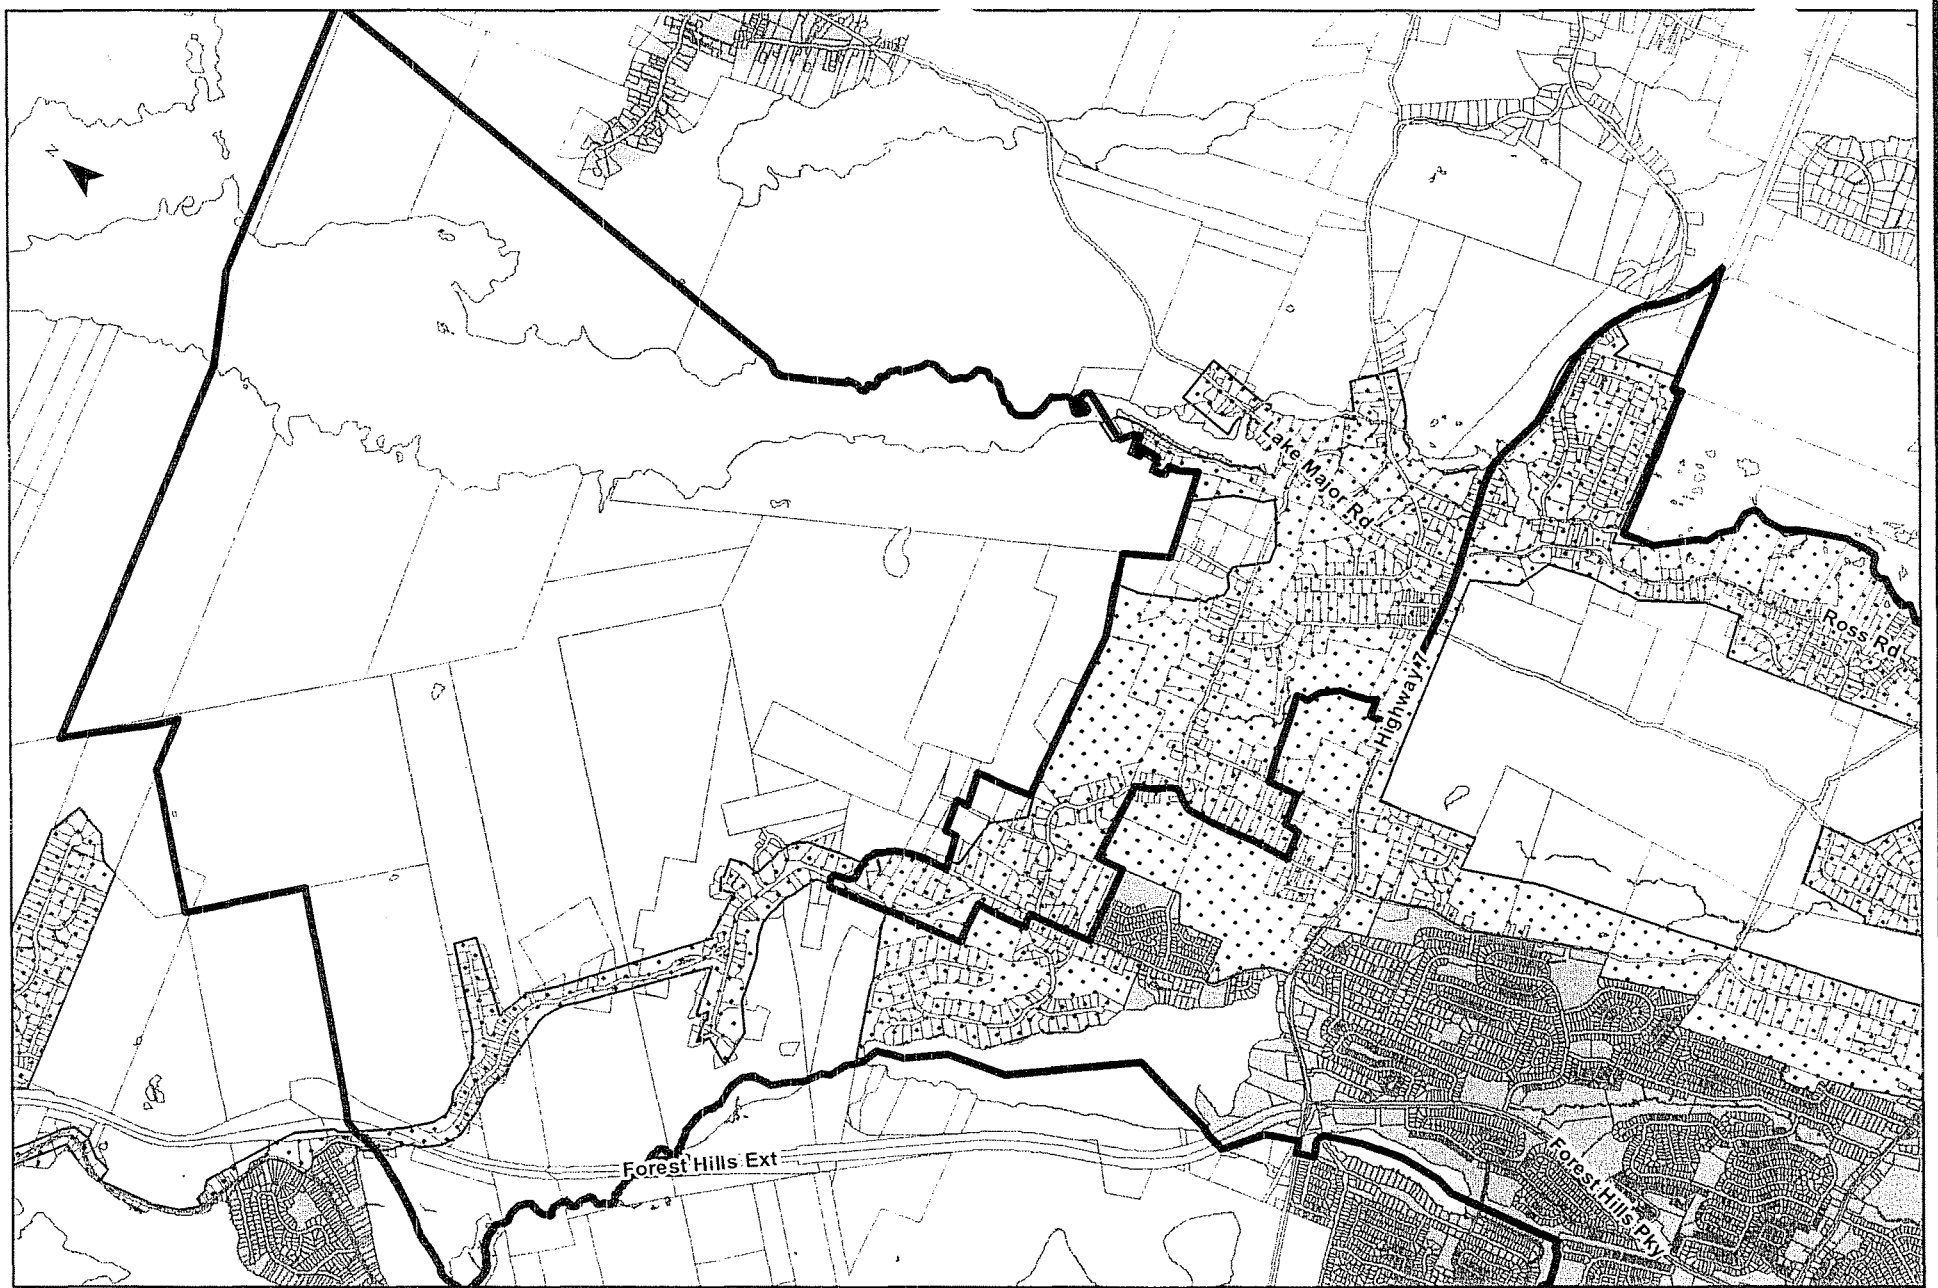 N
Lake Major Rd
Ross Rd
Highway 7
Forest Hills Ext
Forest Hills Pky